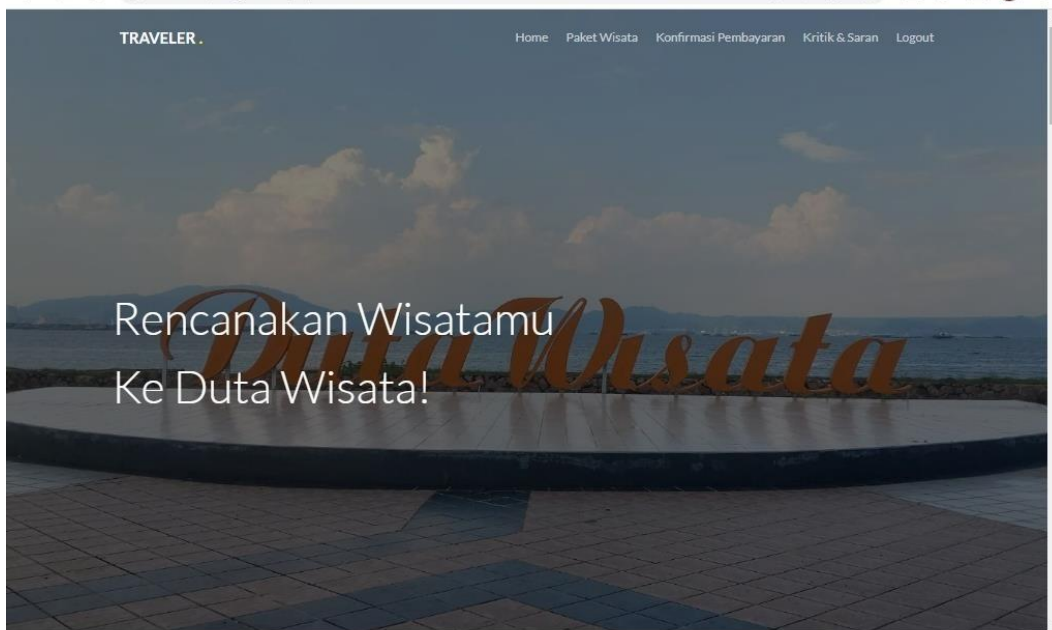 TRAVELER.
Home Paket Wisata Konfirmasi Pembayaran Kritik & Saran Logout
Rencanakan Wisatamu
Ke Duta Wisata!
Duta Wisata